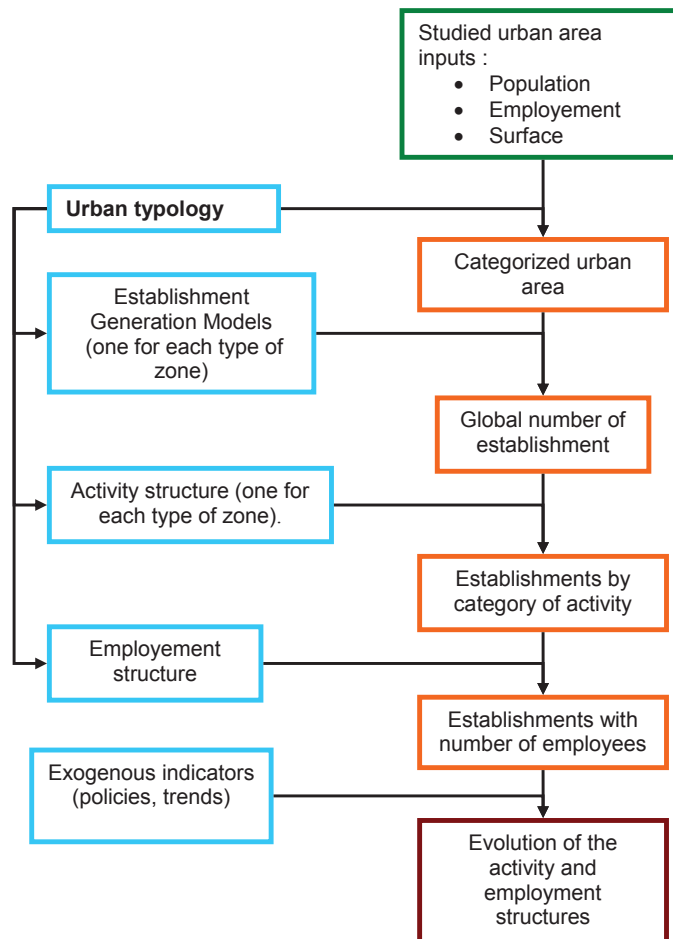 Studied urban area
inputs :
• Population
• Employement
• Surface
Urban typology
Categorized urban
area
Establishment
Generation Models
(one for each type of
zone)
Global number of
establishment
Activity structure (one for
each type of zone).
Establishments by
category of activity
Employement
structure
Establishments with
number of employees
Exogenous indicators
(policies, trends)
Evolution of the
activity and
employment
structures